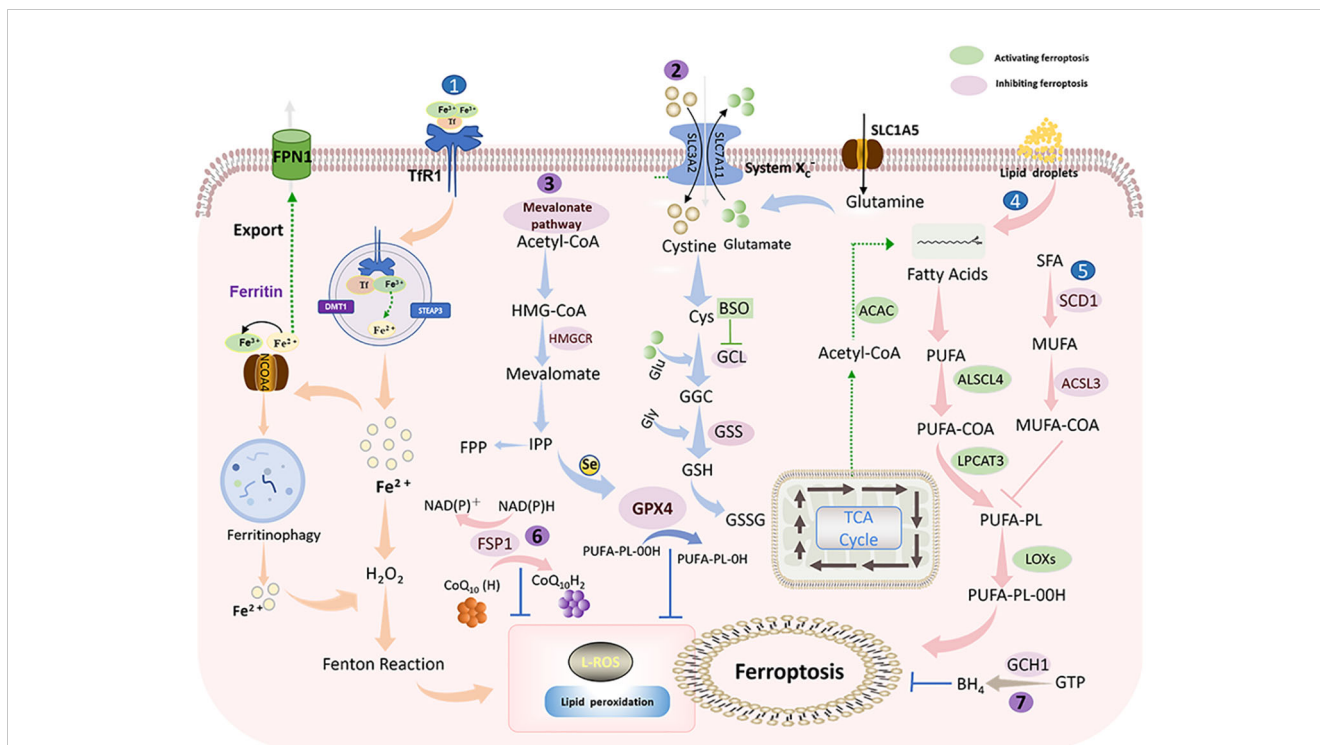 Activating ferroptosis
Inhibiting ferroptosis
1
Fe³⁺ Fe³⁺
Tf
TfR1
FPN1
Export
Ferritin
Fe³⁺
Fe²⁺
NCOA4
Ferritinophagy
Fe²⁺
Tf
Fe³⁺
DMT1
STEAP3
Fe²⁺
Fe²⁺
H₂O₂
Fenton Reaction
2
SLC3A2
SLC7A11
System Xc⁻
Cystine
Glutamate
SLC1A5
Glutamine
3
Mevalonate
pathway
Acetyl-CoA
HMG-CoA
HMGCR
Mevalomate
FPP
IPP
Se
Cys
BSO
Glu
GCL
GGC
Gly
GSS
GSH
GSSG
GPX4
PUFA-PL-00H
PUFA-PL-0H
NAD(P)⁺
NAD(P)H
FSP1
6
CoQ₁₀ (H)
CoQ₁₀H₂
L-ROS
Lipid peroxidation
Ferroptosis
TCA
Cycle
Acetyl-CoA
ACAC
Lipid droplets
4
Fatty Acids
PUFA
ALSCL4
PUFA-COA
LPCAT3
PUFA-PL
LOXs
PUFA-PL-00H
SFA
5
SCD1
MUFA
ACSL3
MUFA-COA
GCH1
BH₄
GTP
7